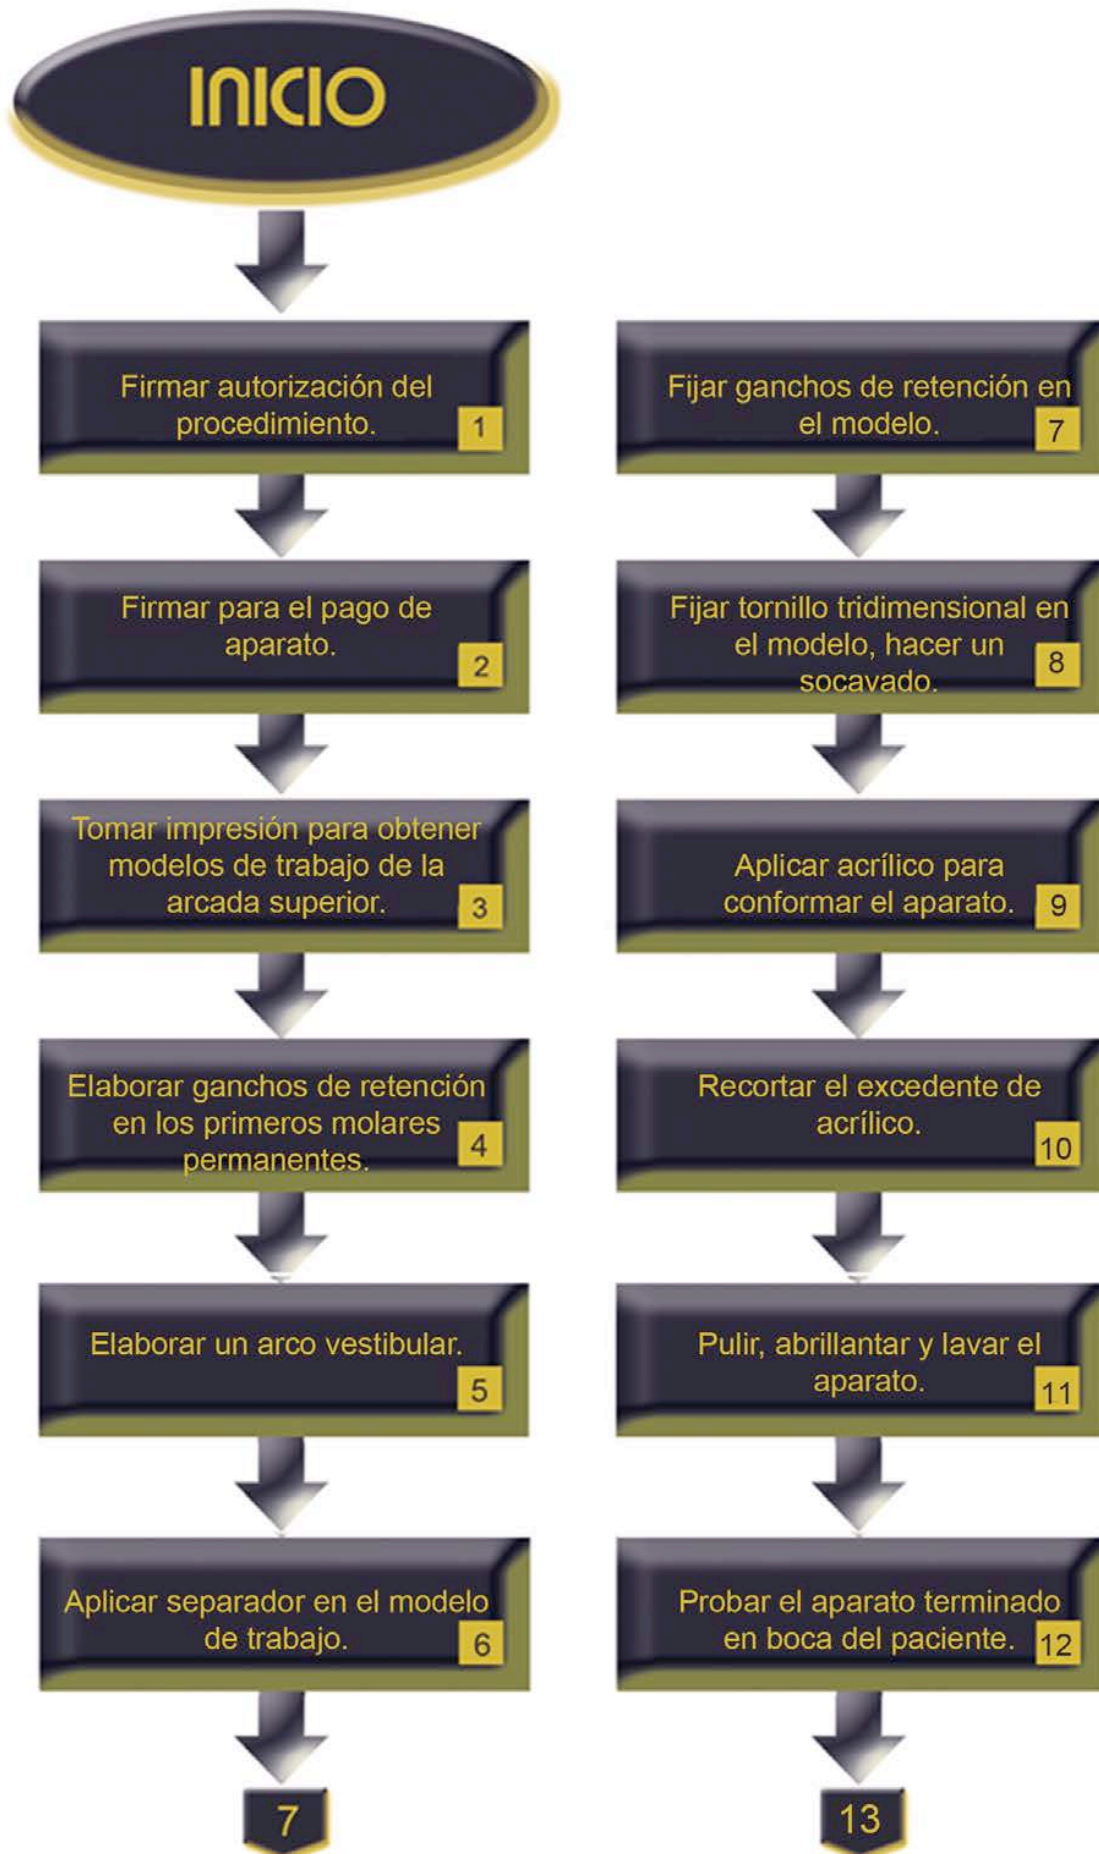 INICIO
Firmar autorización del
procedimiento.
1
Firmar para el pago de
aparato.
2
Tomar impresión para obtener
modelos de trabajo de la
arcada superior.
3
Elaborar ganchos de retención
en los primeros molares
permanentes.
4
Elaborar un arco vestibular.
5
Aplicar separador en el modelo
de trabajo.
6
7
Fijar ganchos de retención en
el modelo.
7
Fijar tornillo tridimensional en
el modelo, hacer un
socavado.
8
Aplicar acrílico para
conformar el aparato.
9
Recortar el excedente de
acrílico.
10
Pulir, abrillantar y lavar el
aparato.
11
Probar el aparato terminado
en boca del paciente.
12
13